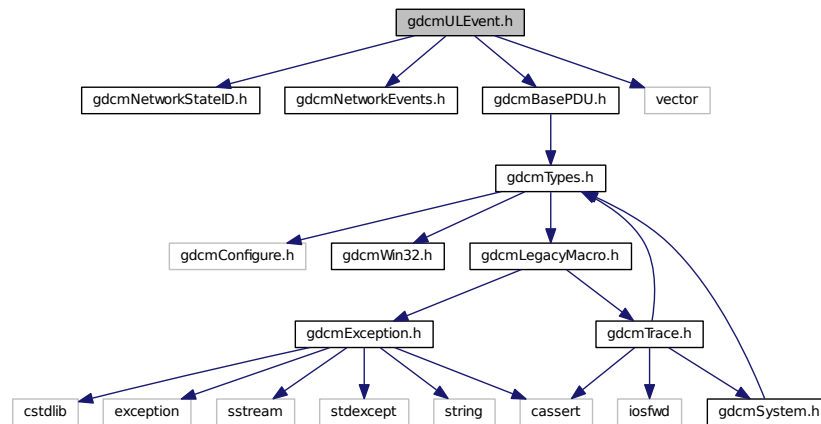 gdcmULEvent.h
gdcmNetworkStateID.h
gdcmNetworkEvents.h
gdcmBasePDU.h
vector
gdcmTypes.h
gdcmConfigure.h
gdcmWin32.h
gdcmLegacyMacro.h
gdcmException.h
gdcmTrace.h
cstdlib
exception
sstream
stdexcept
string
cassert
iosfwd
gdcmSystem.h